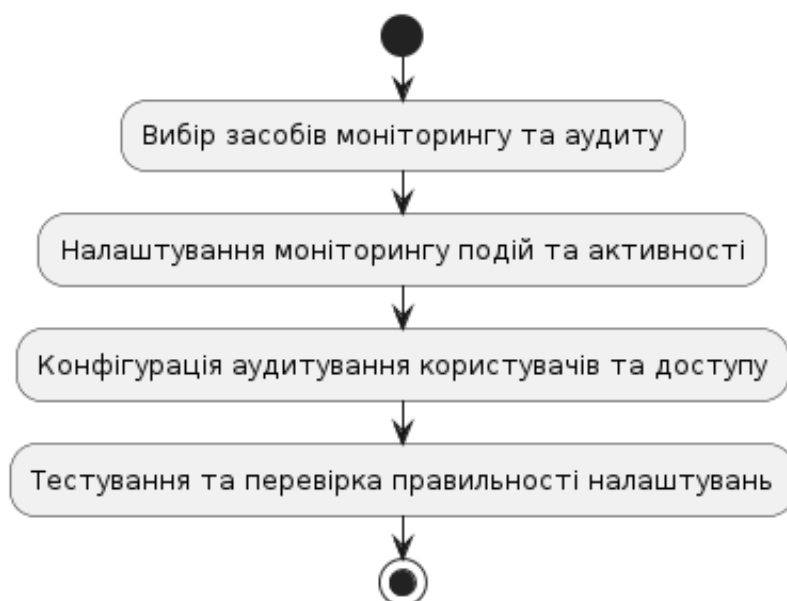 Вибір засобів моніторингу та аудиту
Налаштування моніторингу подій та активності
Конфігурація аудитування користувачів та доступу
Тестування та перевірка правильності налаштувань